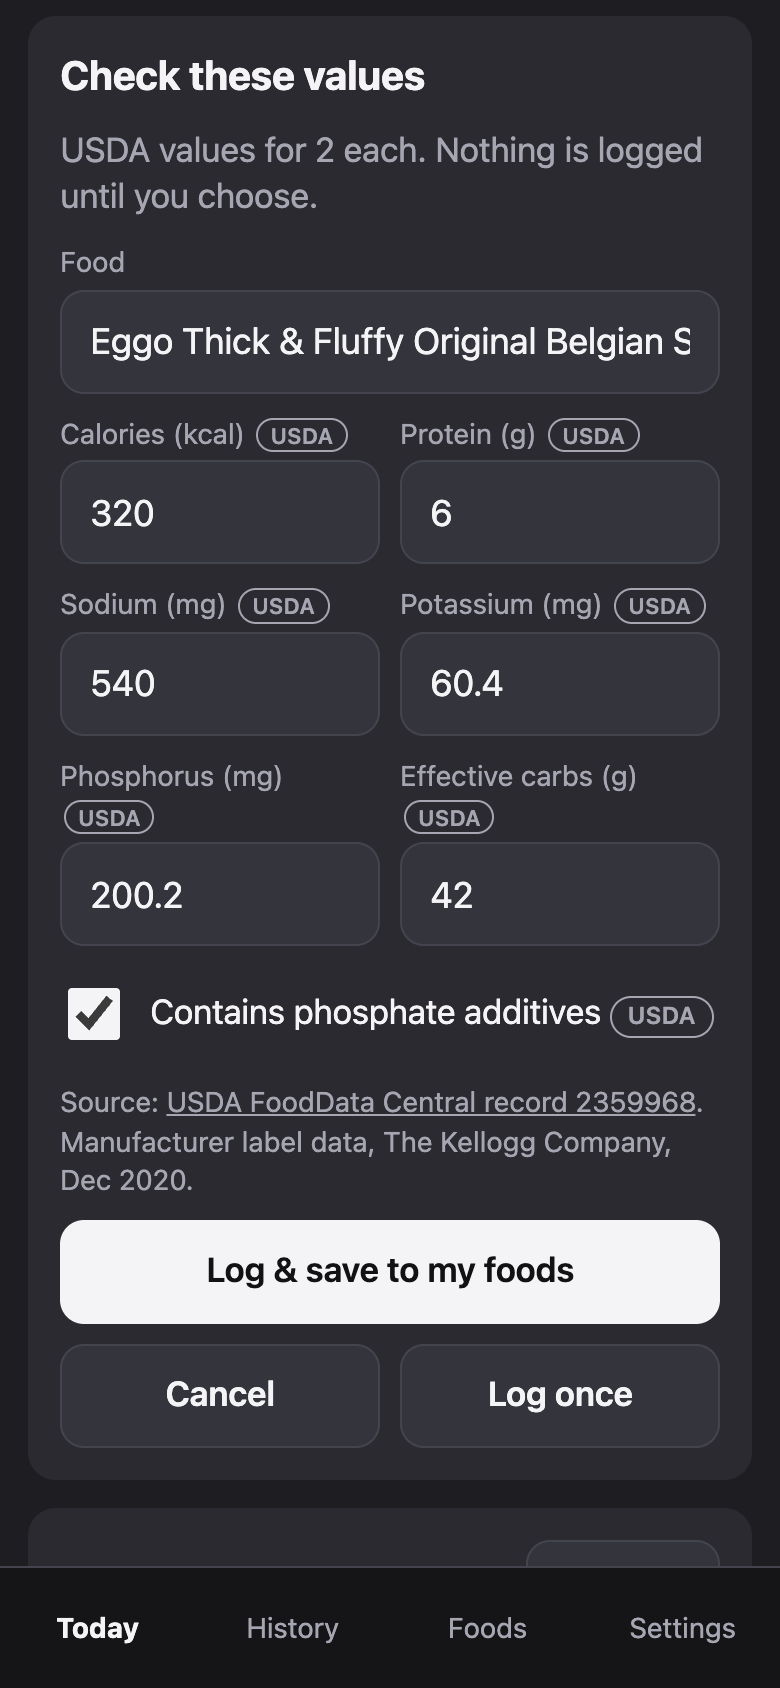 Check these values
USDA values for 2 each. Nothing is logged
until you choose.
Food
Eggo Thick & Fluffy Original Belgian S
Calories (kcal) USDA Protein (g) USDA
320 6
Sodium (mg) USDA Potassium (mg) USDA
540 60.4
Phosphorus (mg) Effective carbs (g)
USDA USDA
200.2 42
Contains phosphate additives USDA
Source: USDA FoodData Central record 2359968.
Manufacturer label data, The Kellogg Company,
Dec 2020.
Log & save to my foods
Cancel Log once
Today History Foods Settings